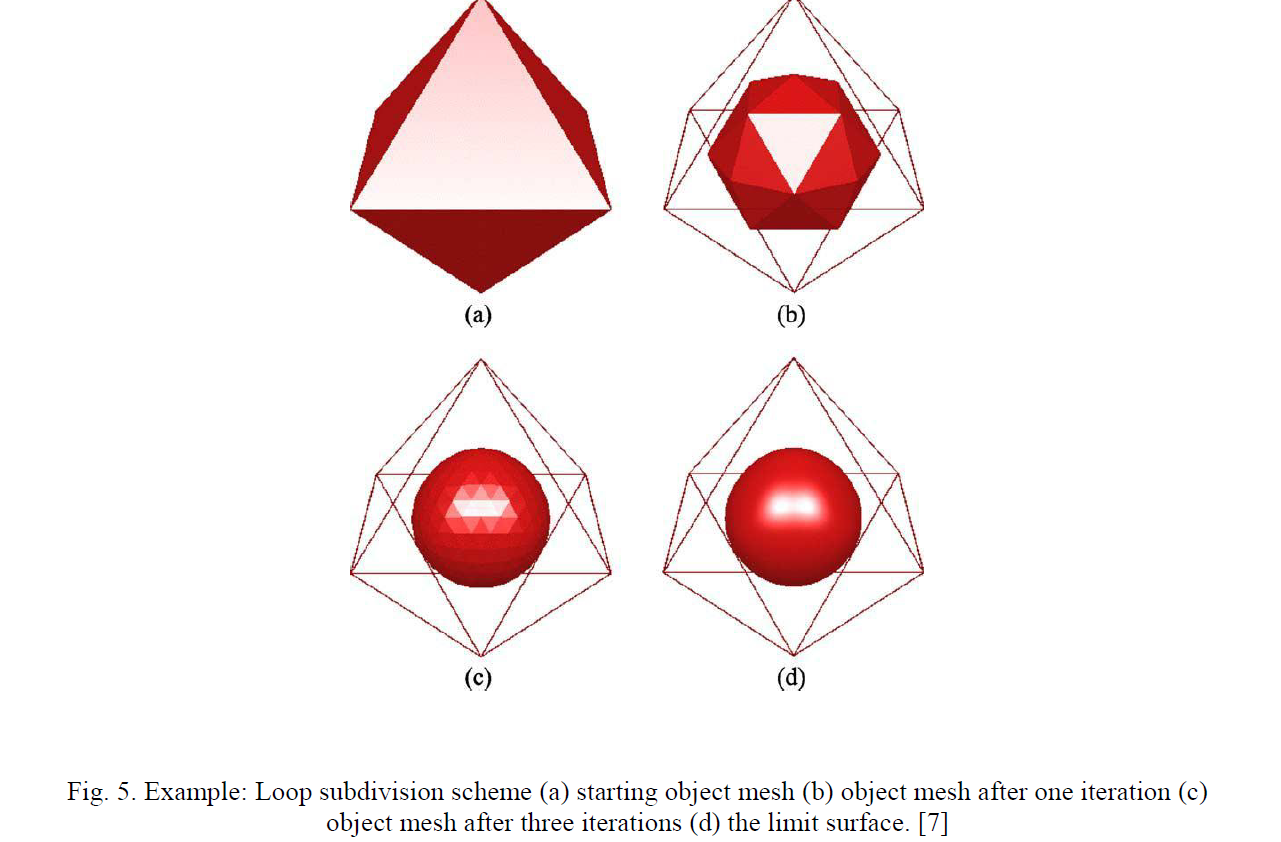 (a)
(b)
(c)
(d)
Fig. 5. Example: Loop subdivision scheme (a) starting object mesh (b) object mesh after one iteration (c)
object mesh after three iterations (d) the limit surface. [7]